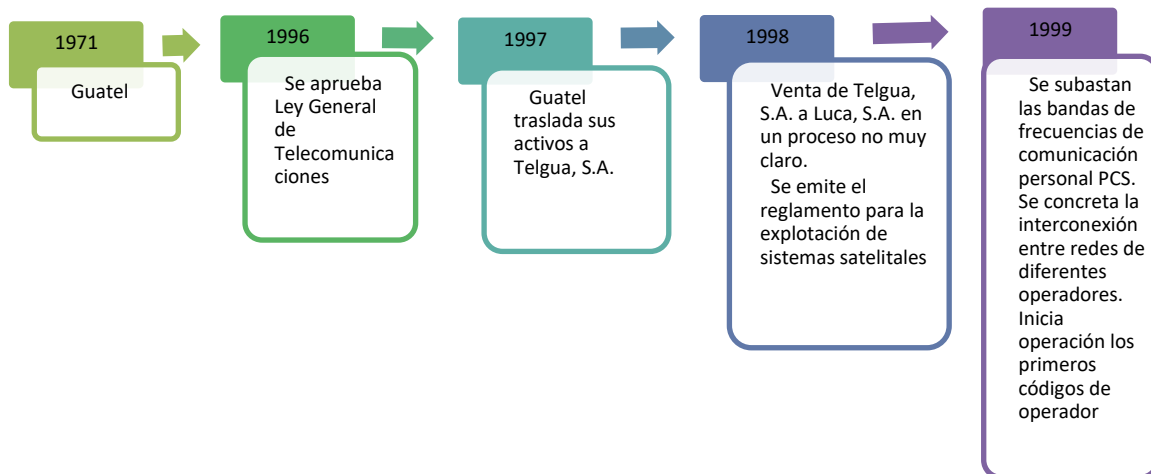 1971
Guatel
1996
Se aprueba
Ley General
de
Telecomunica
ciones
1997
Guatel
traslada sus
activos a
Telgua, S.A.
1998
Venta de Telgua,
S.A. a Luca, S.A. en
un proceso no muy
claro.
Se emite el
reglamento para la
explotación de
sistemas satelitales
1999
Se subastan
las bandas de
frecuencias de
comunicación
personal PCS.
Se concreta la
interconexión
entre redes de
diferentes
operadores.
Inicia
operación los
primeros
códigos de
operador